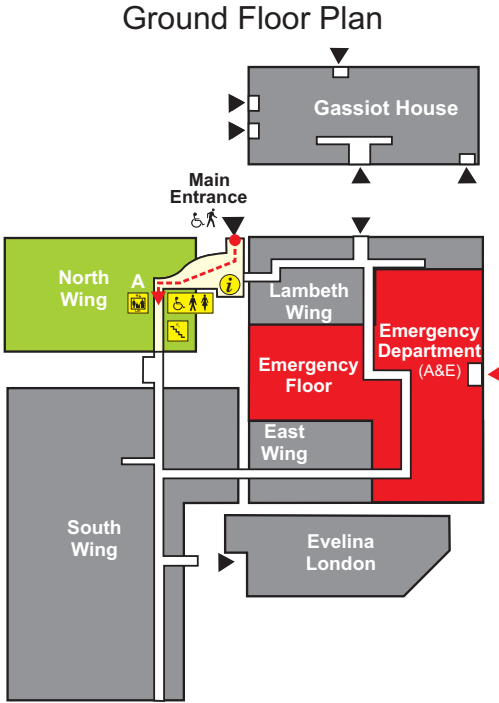 Ground Floor Plan
Gassiot House
Main
Entrance
North
Wing
A
i
Lambeth
Wing
Emergency
Department
(A&E)
Emergency
Floor
East
Wing
South
Wing
Evelina
London